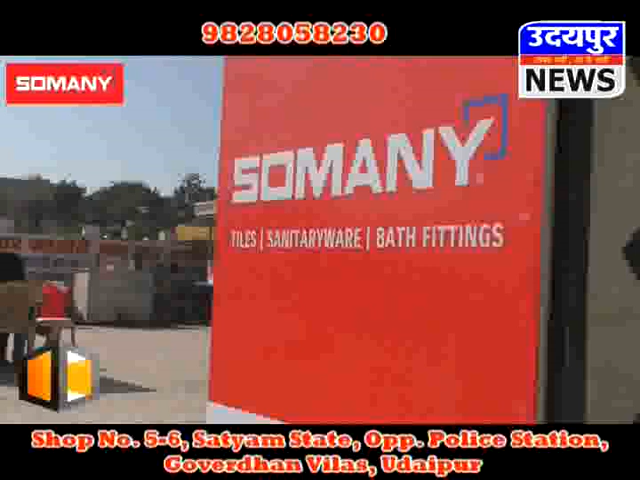 9828058230
उदयपुर
NEWS
SOMANY
SOMANY
TILES | SANITARYWARE | BATH FITTINGS
Shop No. 5-6, Satyam State, Opp. Police Station,
Goverdhan Vilas, Udaipur